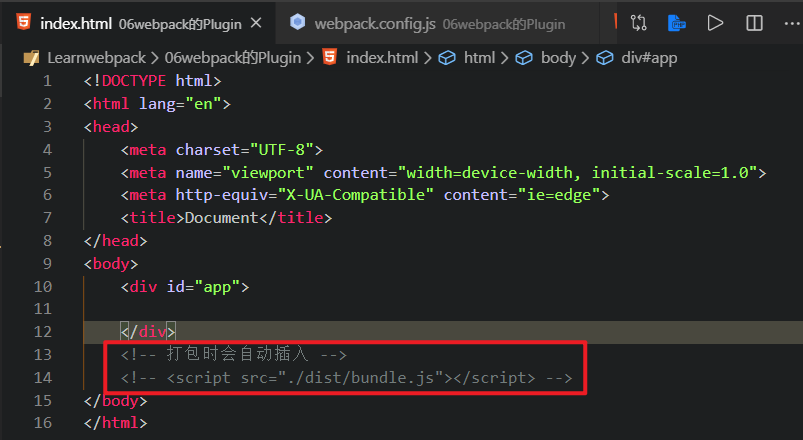 index.html 06webpack的Plugin × webpack.config.js 06webpack的Plugin
Learnwebpack > 06webpack的Plugin > index.html > html > body > div#app
1 <!DOCTYPE html>
2 <html lang="en">
3 <head>
4 <meta charset="UTF-8">
5 <meta name="viewport" content="width=device-width, initial-scale=1.0">
6 <meta http-equiv="X-UA-Compatible" content="ie=edge">
7 <title>Document</title>
8 </head>
9 <body>
10 <div id="app">
11
12 </div>
13 <!-- 打包时会自动插入 -->
14 <!-- <script src="./dist/bundle.js"></script> -->
15 </body>
16 </html>